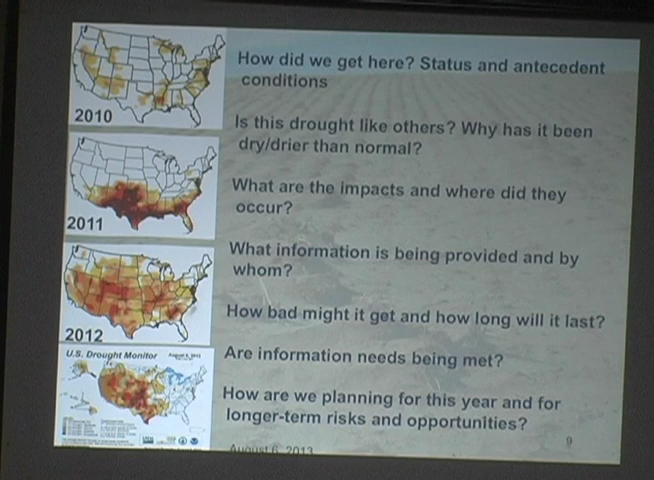 How did we get here? Status and antecedent
conditions
2010
Is this drought like others? Why has it been
dry/drier than normal?
2011
What are the impacts and where did they
occur?
What information is being provided and by
whom?
2012
How bad might it get and how long will it last?
U.S. Drought Monitor
August 6, 2013
Are information needs being met?
How are we planning for this year and for
longer-term risks and opportunities?
9
August 6, 2013